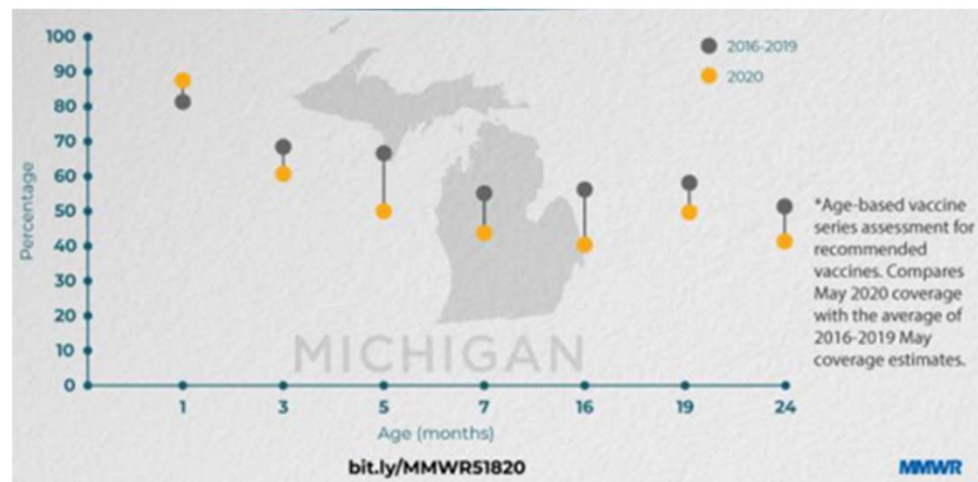 100
90
80
70
60
50
40
30
20
10
0
Percentage
2016-2019
2020
MICHIGAN
1 3 5 7 16 19 24
Age (months)
*Age-based vaccine
series assessment for
recommended
vaccines. Compares
May 2020 coverage
with the average of
2016-2019 May
coverage estimates.
bit.ly/MMWR51820
MMWR